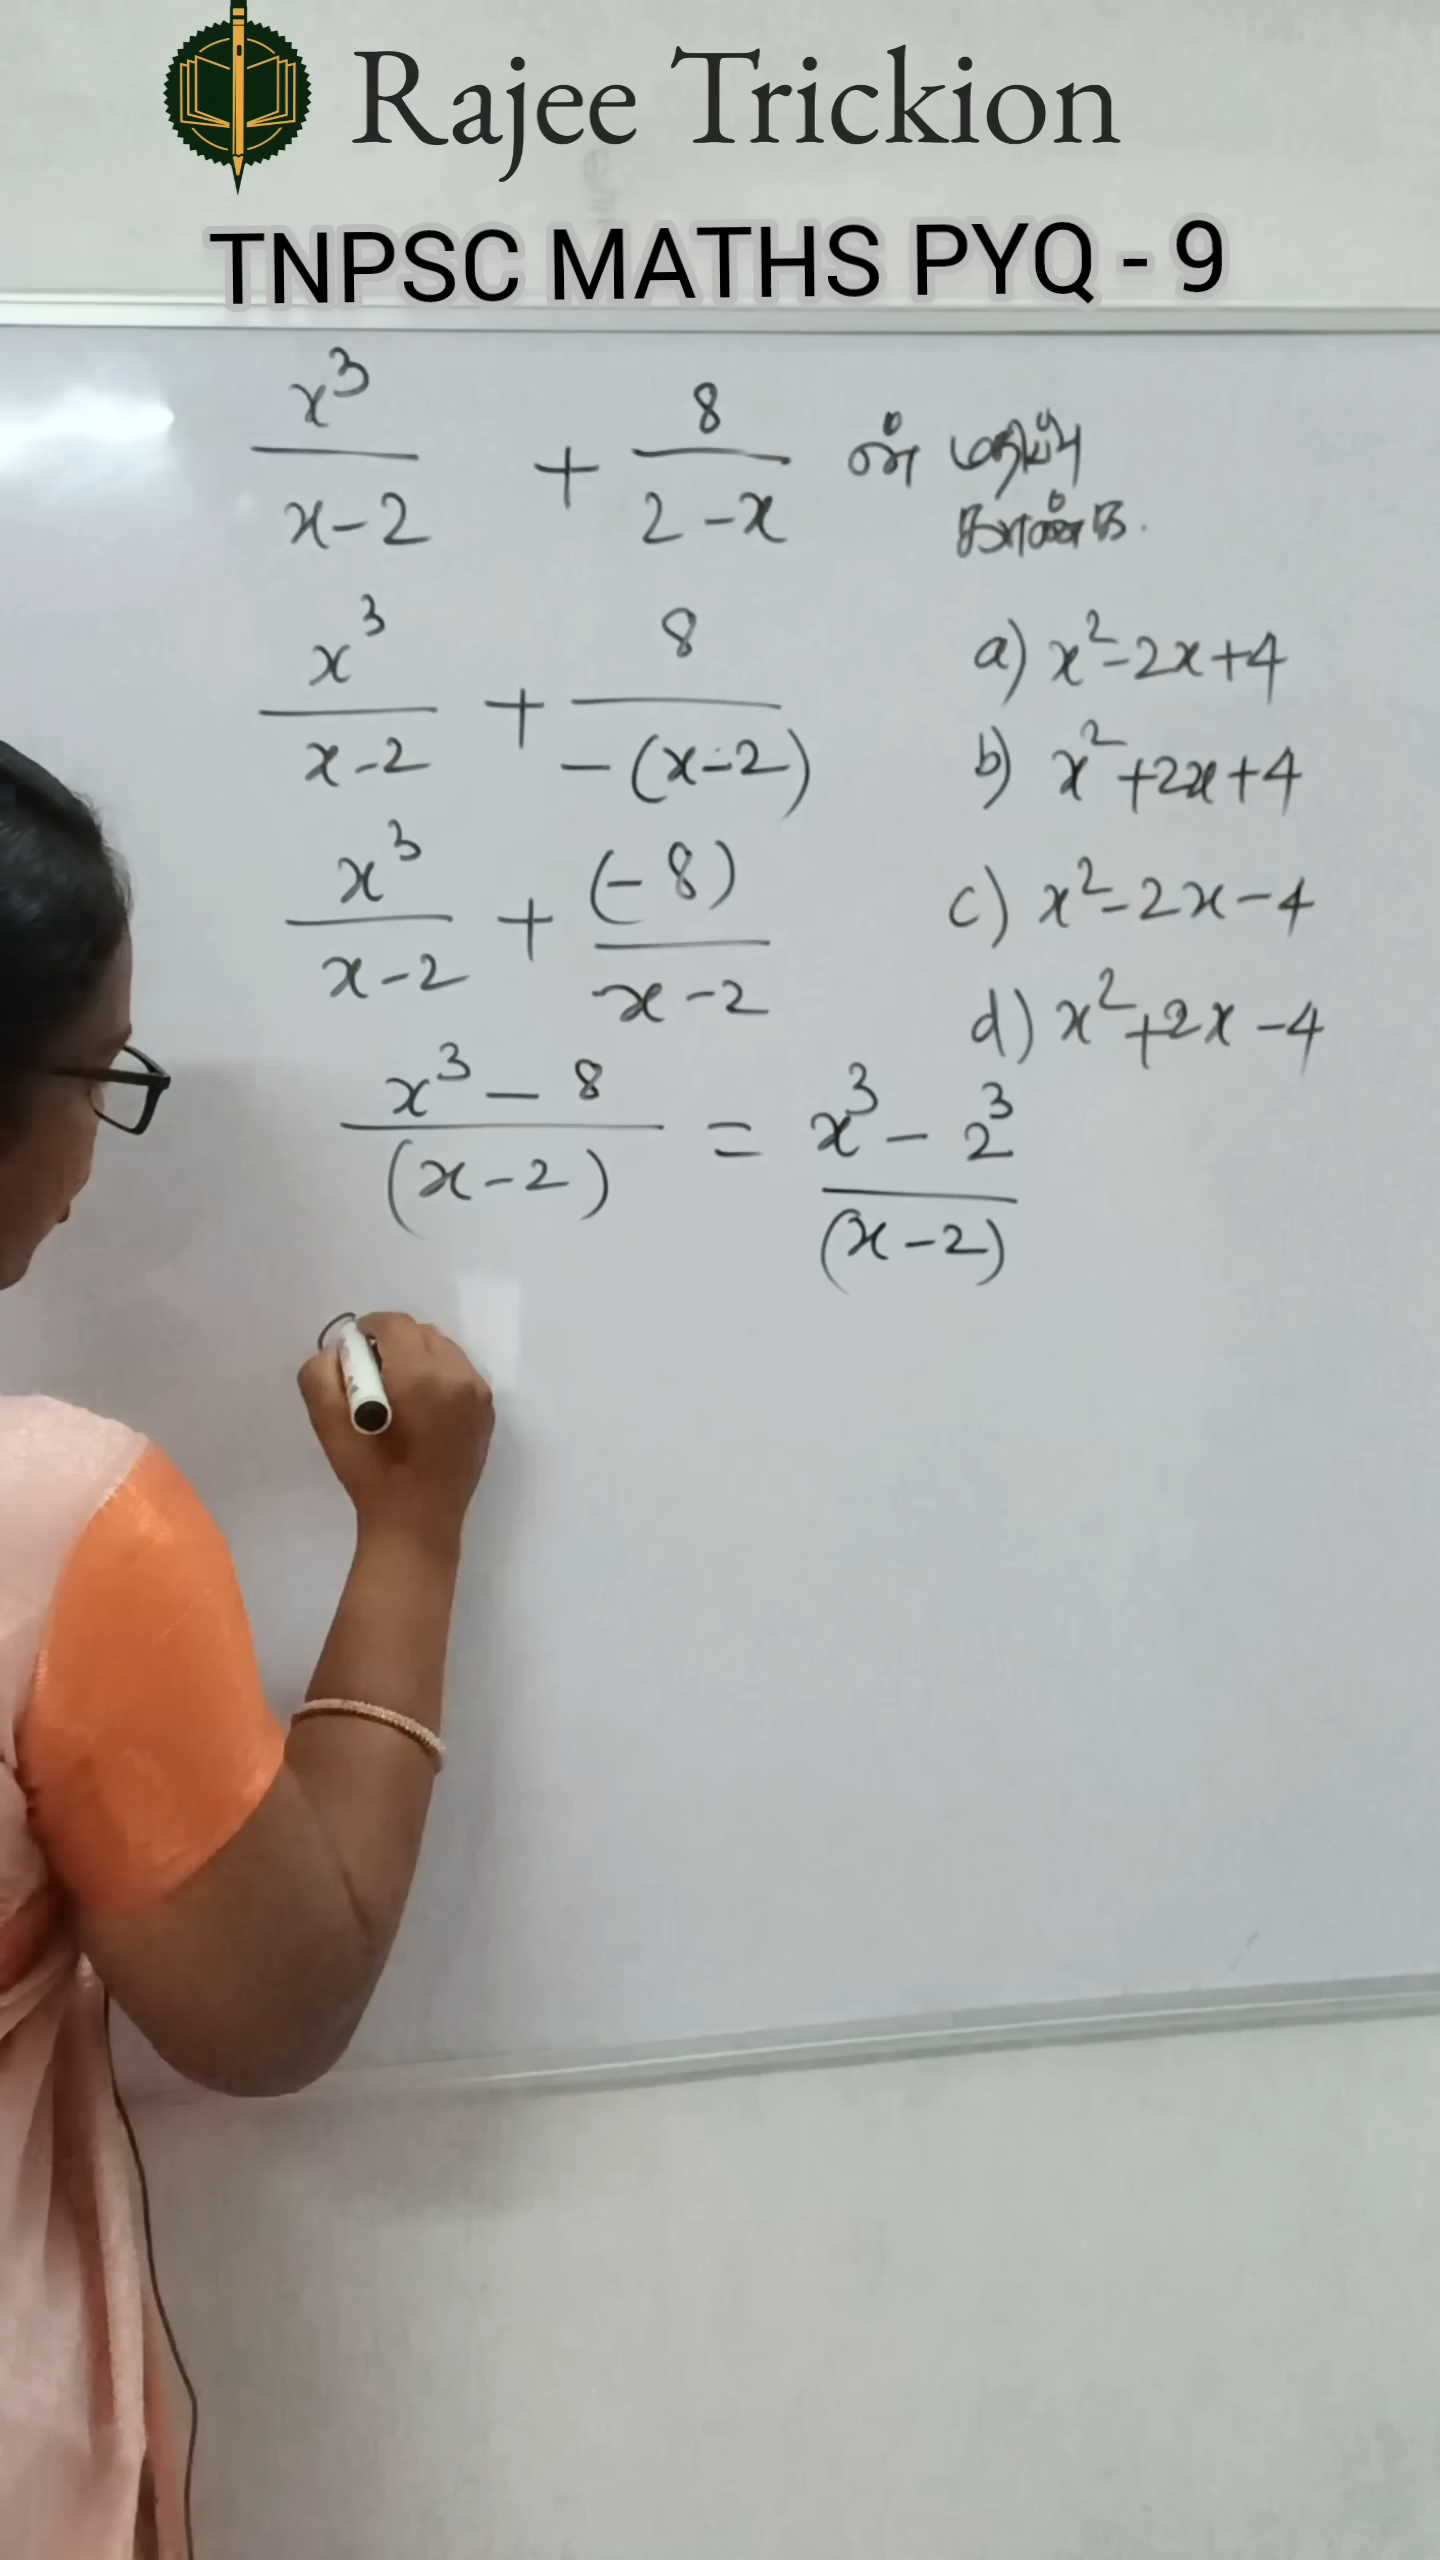 Rajee Trickion
TNPSC MATHS PYQ - 9
x³/(x-2) + 8/(2-x) ன் மதிப்பு
காண்க.
x³/(x-2) + 8/-(x-2)
a) x²-2x+4
b) x²+2x+4
x³/(x-2) + (-8)/(x-2)
c) x²-2x-4
d) x²+2x-4
x³-8/(x-2) = x³-2³/(x-2)